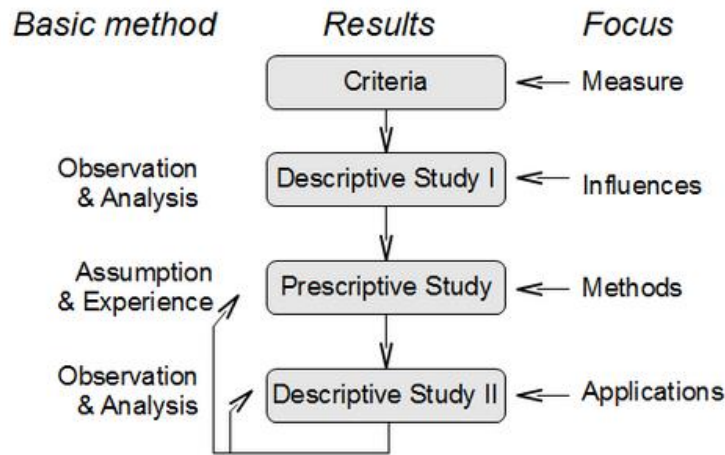 Basic method Results Focus
Criteria
Measure
Observation
& Analysis
Descriptive Study I
Influences
Assumption
& Experience
Prescriptive Study
Methods
Observation
& Analysis
Descriptive Study II
Applications